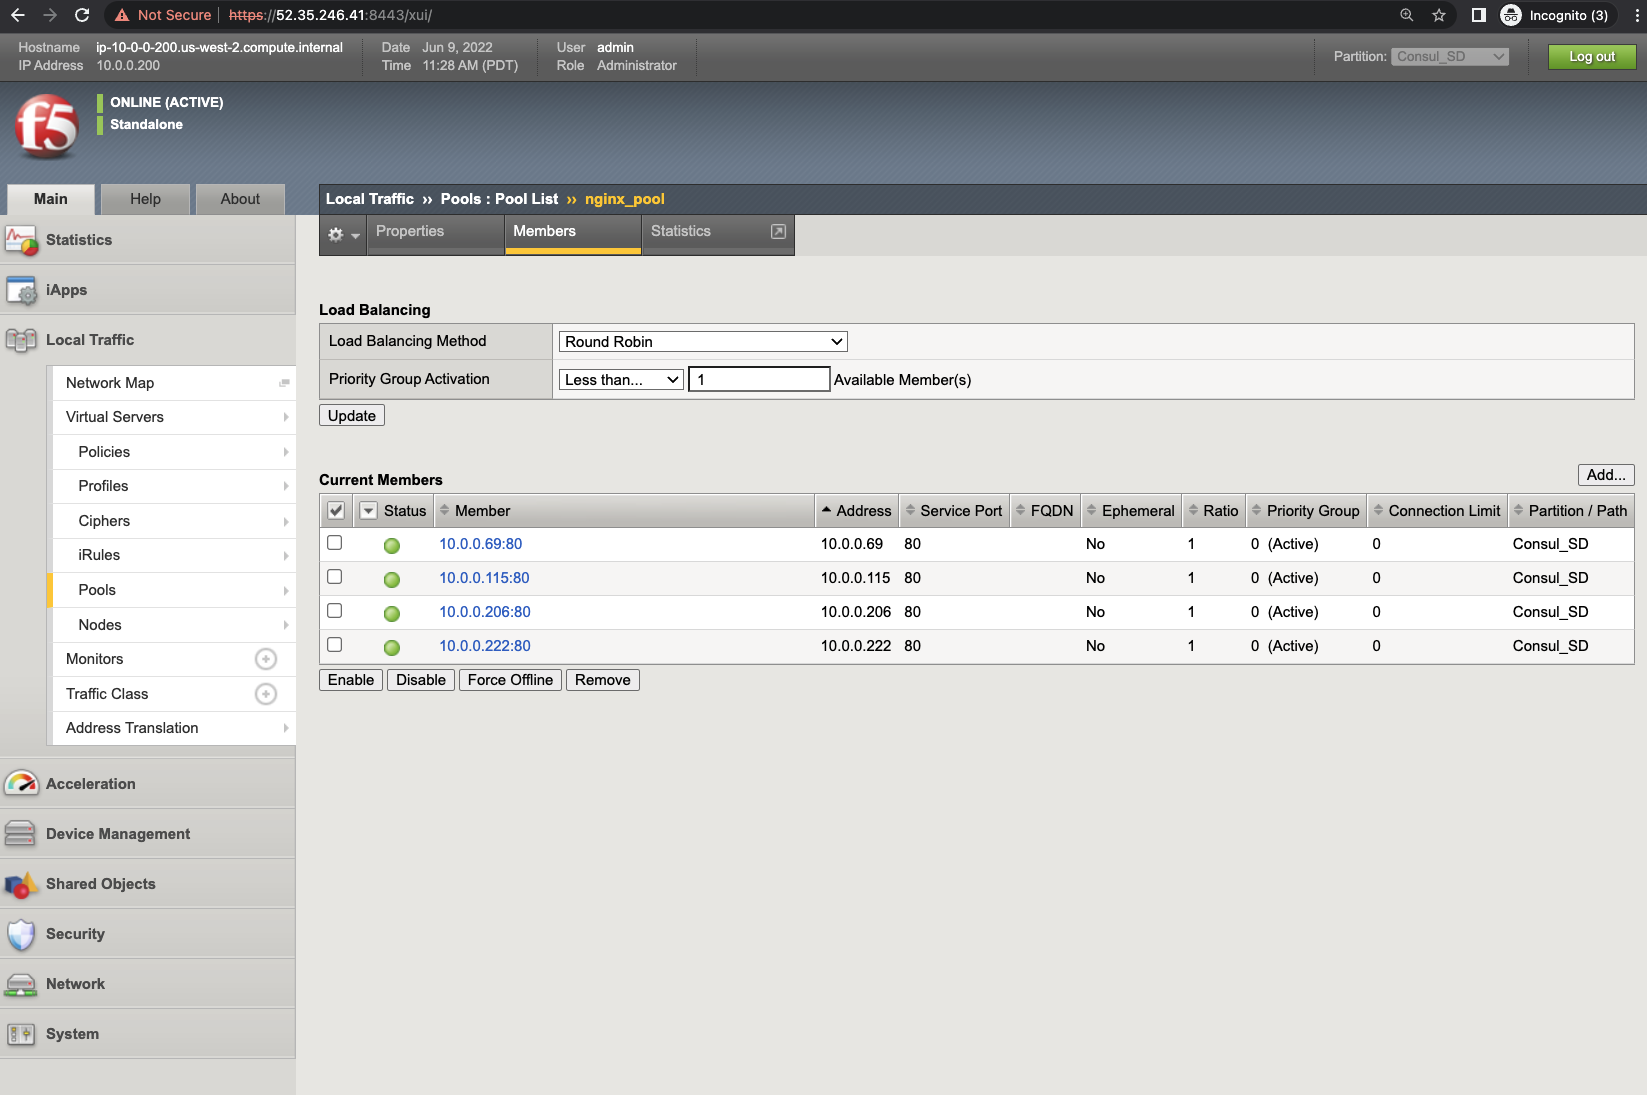 Not Secure https://52.35.246.41:8443/xui/ Incognito (3)
Hostname ip-10-0-0-200.us-west-2.compute.internal Date Jun 9, 2022 User admin
IP Address 10.0.0.200 Time 11:28 AM (PDT) Role Administrator
Partition: Consul_SD Log out
f5
ONLINE (ACTIVE)
Standalone
Main Help About
Local Traffic ›› Pools : Pool List ›› nginx_pool
Properties Members Statistics
Statistics
iApps
Local Traffic
Network Map
Virtual Servers
Policies
Profiles
Ciphers
iRules
Pools
Nodes
Monitors
Traffic Class
Address Translation
Acceleration
Device Management
Shared Objects
Security
Network
System
Load Balancing
Load Balancing Method Round Robin
Priority Group Activation Less than... 1 Available Member(s)
Update
Current Members Add...
Status Member Address Service Port FQDN Ephemeral Ratio Priority Group Connection Limit Partition / Path
10.0.0.69:80 10.0.0.69 80 No 1 0 (Active) 0 Consul_SD
10.0.0.115:80 10.0.0.115 80 No 1 0 (Active) 0 Consul_SD
10.0.0.206:80 10.0.0.206 80 No 1 0 (Active) 0 Consul_SD
10.0.0.222:80 10.0.0.222 80 No 1 0 (Active) 0 Consul_SD
Enable Disable Force Offline Remove